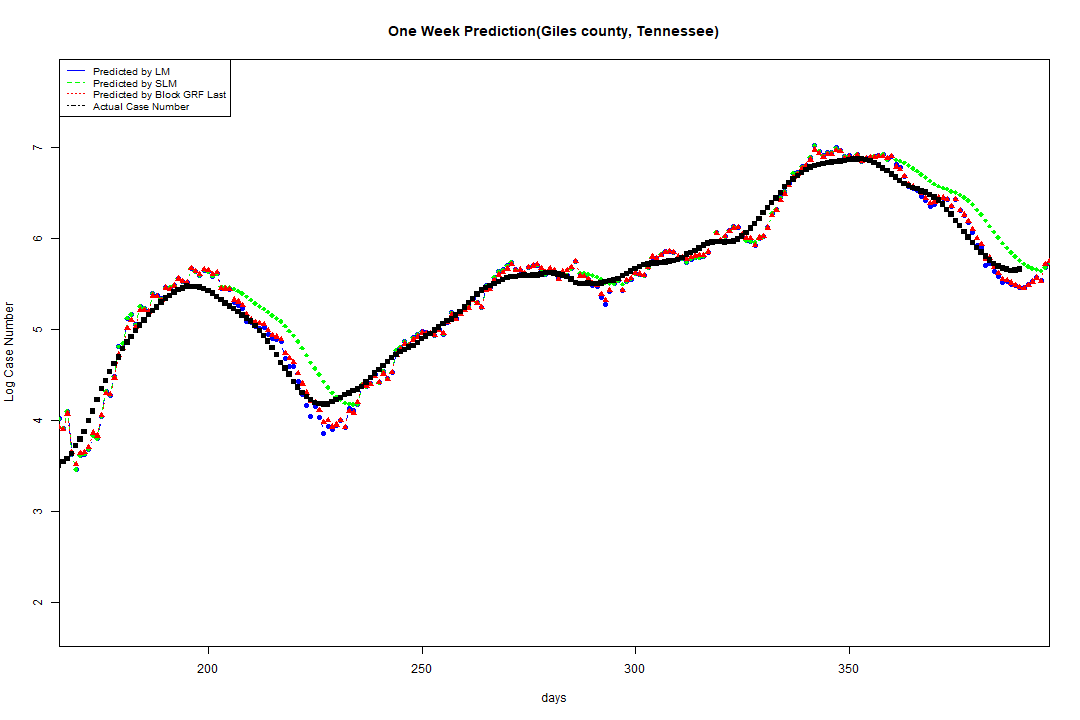 One Week Prediction(Giles county, Tennessee)
Predicted by LM
Predicted by SLM
Predicted by Block GRF Last
Actual Case Number
7
6
5
4
3
2
Log Case Number
200 250 300 350
days